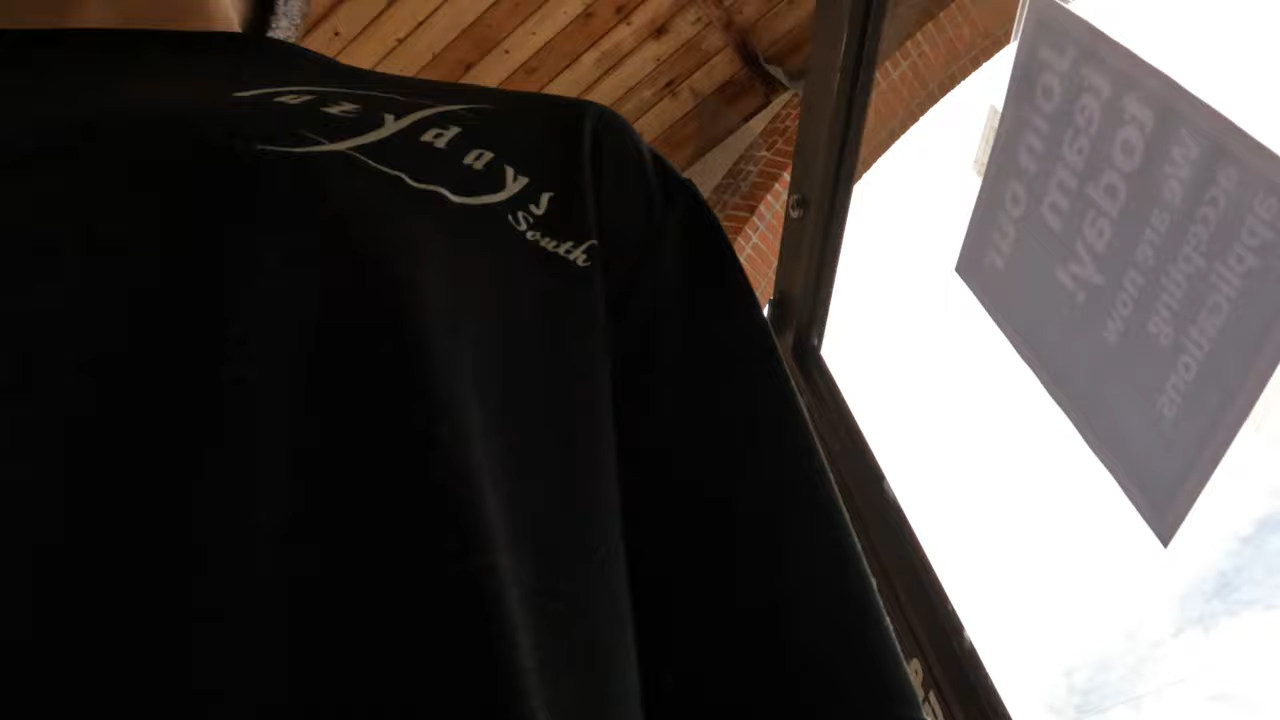 Lazydays
South
Join our
team
today!
We are now
accepting
applications